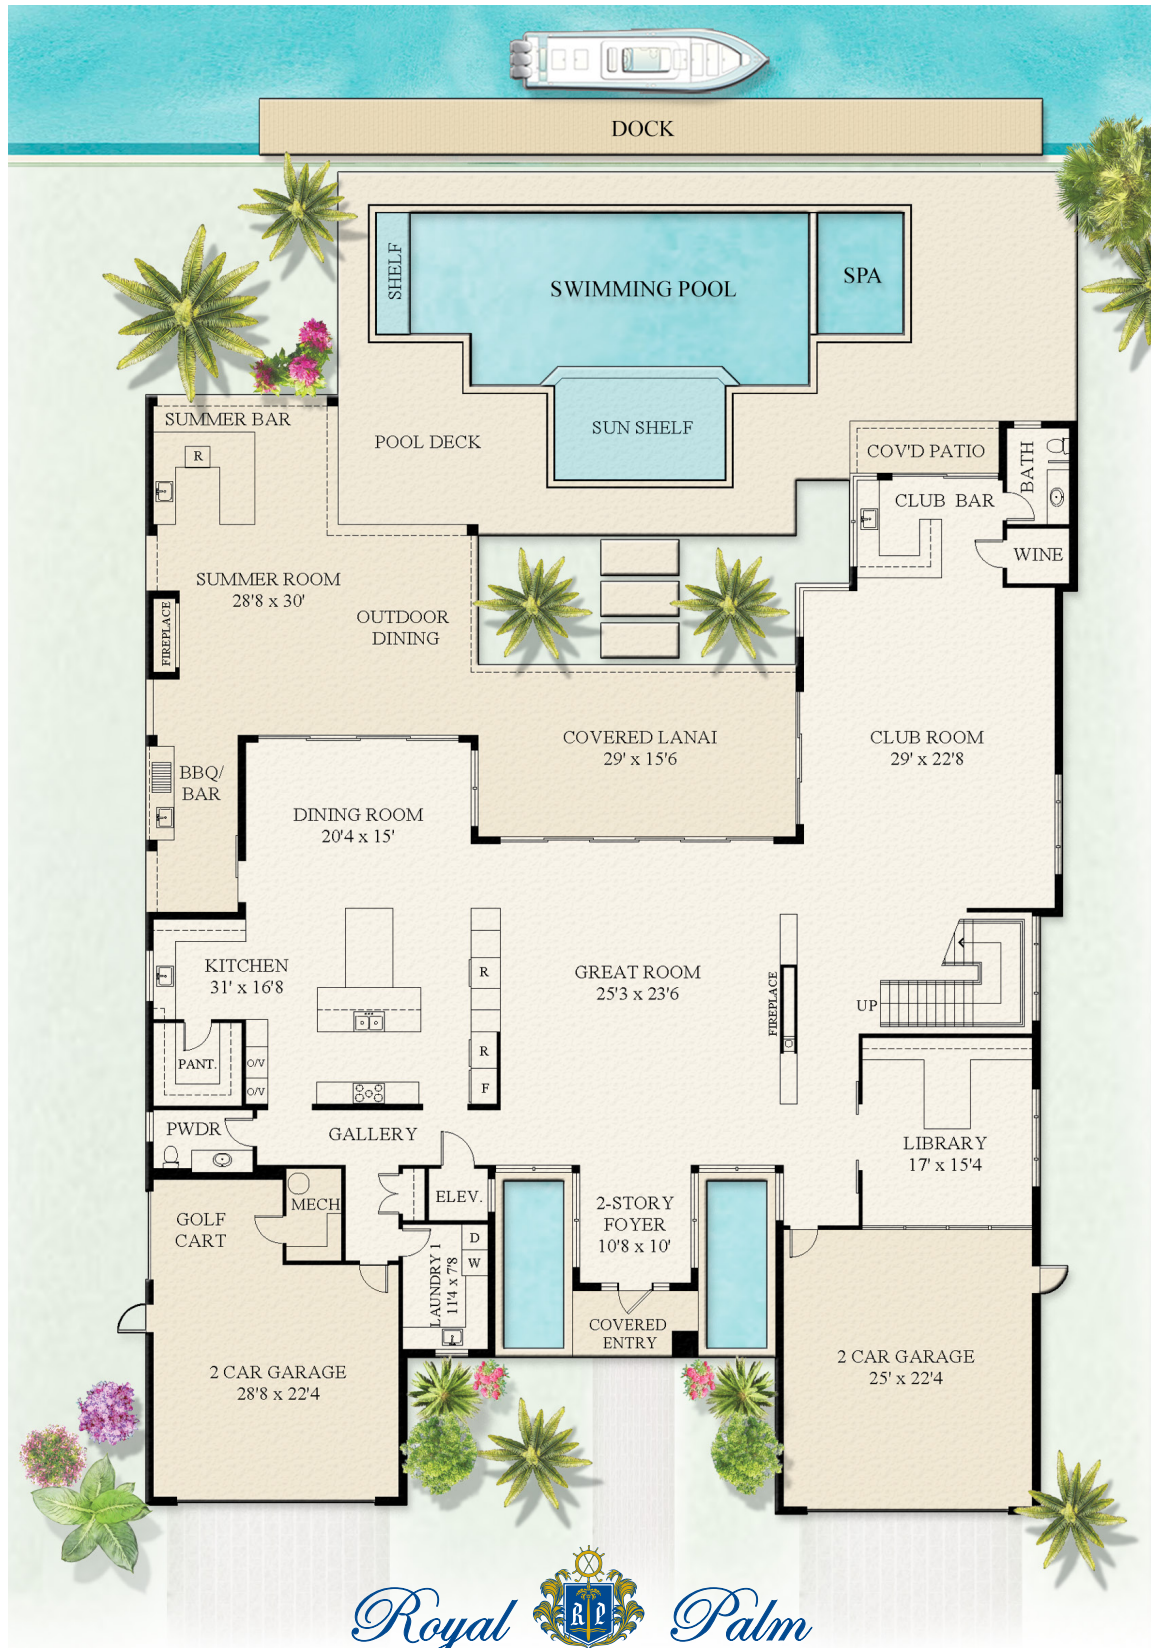 DOCK
SHELF
SWIMMING POOL
SPA
SUN SHELF
SUMMER BAR
R
POOL DECK
COV'D PATIO
BATH
CLUB BAR
WINE
SUMMER ROOM
28'8 x 30'
FIREPLACE
OUTDOOR
DINING
COVERED LANAI
29' x 15'6
CLUB ROOM
29' x 22'8
BBQ/
BAR
DINING ROOM
20'4 x 15'
KITCHEN
31' x 16'8
R
GREAT ROOM
25'3 x 23'6
FIREPLACE
UP
PANT.
O/V
O/V
R
F
PWDR
GALLERY
LIBRARY
17' x 15'4
MECH
ELEV.
GOLF
CART
2-STORY
FOYER
10'8 x 10'
D
W
LAUNDRY 1
11'4 x 7'8
COVERED
ENTRY
2 CAR GARAGE
28'8 x 22'4
2 CAR GARAGE
25' x 22'4
Royal RP Palm